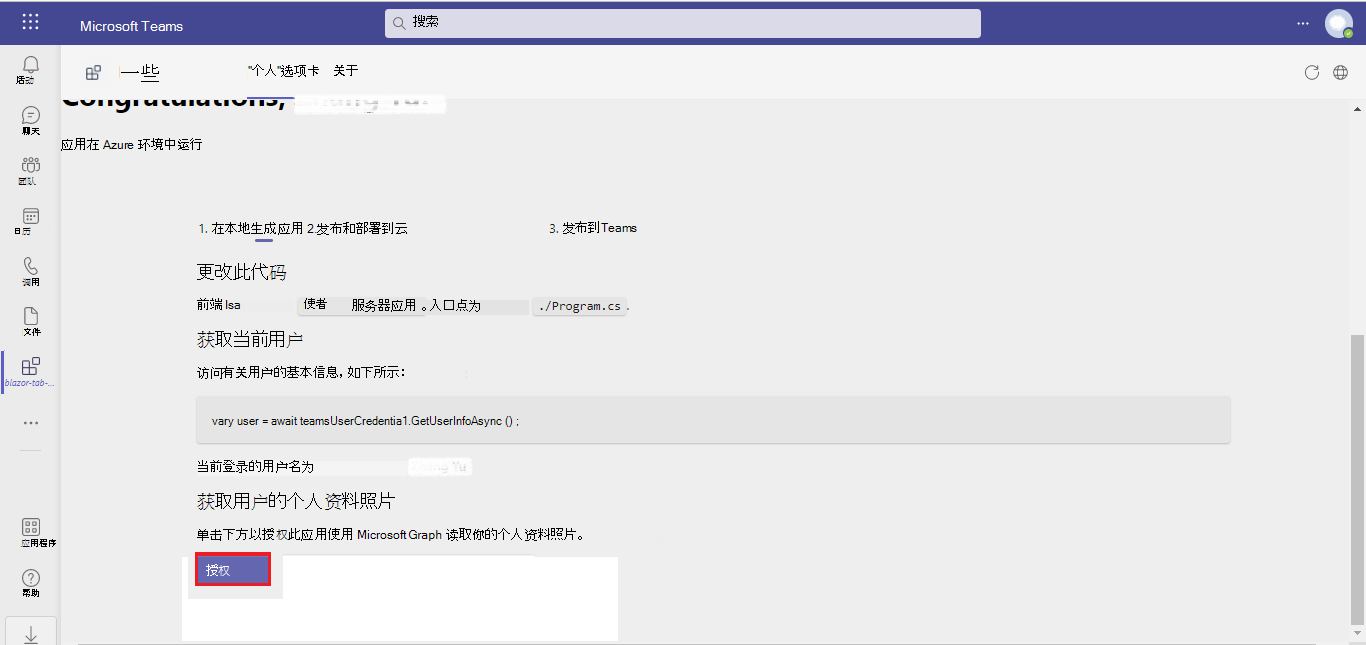 Microsoft Teams
搜索
活动
聊天
团队
日历
调用
文件
blazor-tab-...
应用程序
帮助
一些
"个人"选项卡 关于
Congratulations,
应用在 Azure 环境中运行
1. 在本地生成应用 2.发布和部署到云 3. 发布到Teams
更改此代码
前端 Isa 使者 服务器应用 。入口点为 ./Program.cs .
获取当前用户
访问有关用户的基本信息，如下所示：
vary user = await teamsUserCredentia1.GetUserInfoAsync () ;
当前登录的用户名为
获取用户的个人资料照片
单击下方以授权此应用使用 Microsoft Graph 读取你的个人资料照片。
授权